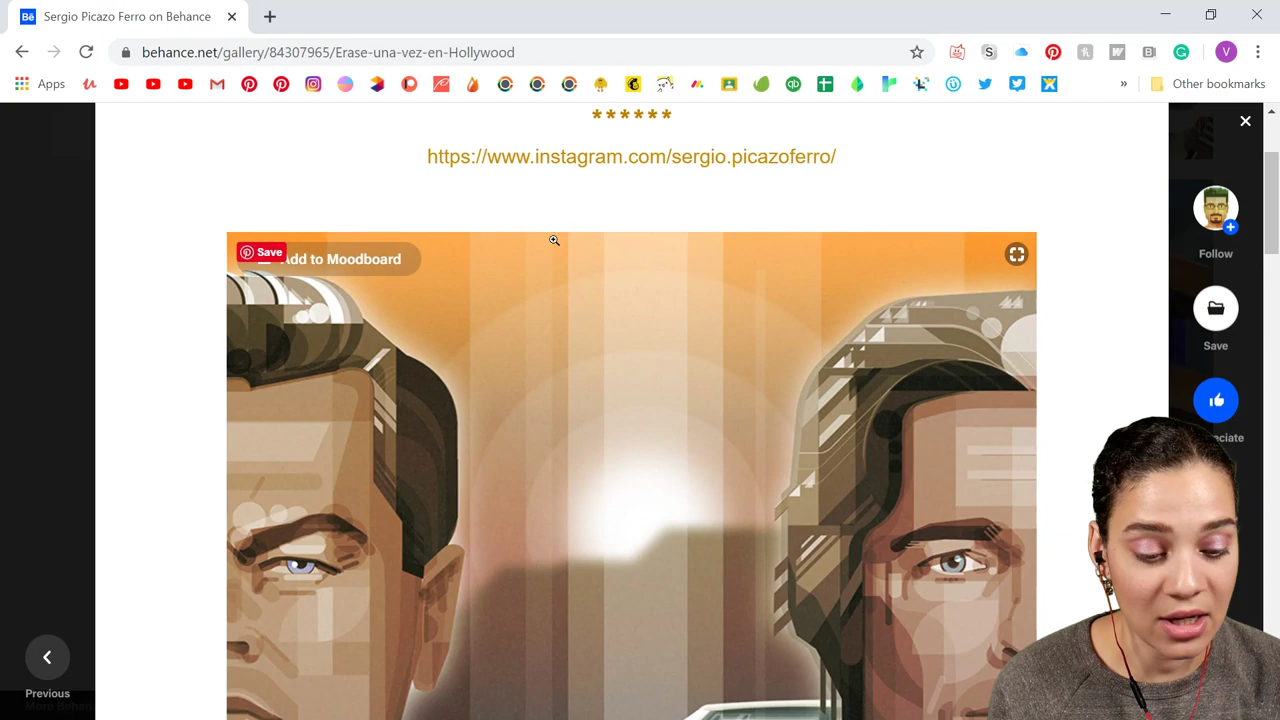 Bē
Sergio Picazo Ferro on Behance
behance.net/gallery/84307965/Erase-una-vez-en-Hollywood
V
Apps
Other bookmarks
******
https://www.instagram.com/sergio.picazoferro/
Save
Add to Moodboard
Follow
Save
Previous